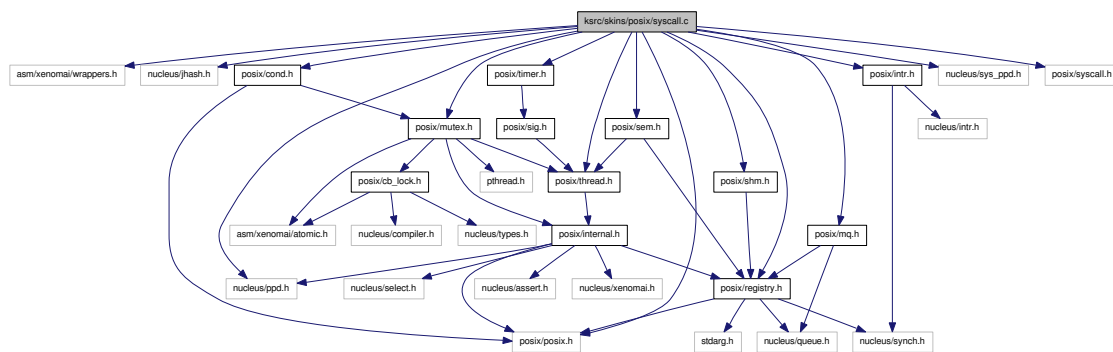 ksrc/skins/posix/syscall.c
asm/xenomai/wrappers.h
nucleus/jhash.h
posix/cond.h
posix/timer.h
posix/intr.h
nucleus/sys_ppd.h
posix/syscall.h
posix/mutex.h
posix/sig.h
posix/sem.h
nucleus/intr.h
posix/cb_lock.h
pthread.h
posix/thread.h
posix/shm.h
asm/xenomai/atomic.h
nucleus/compiler.h
nucleus/types.h
posix/internal.h
posix/mq.h
nucleus/ppd.h
nucleus/select.h
nucleus/assert.h
nucleus/xenomai.h
posix/registry.h
posix/posix.h
stdarg.h
nucleus/queue.h
nucleus/synch.h